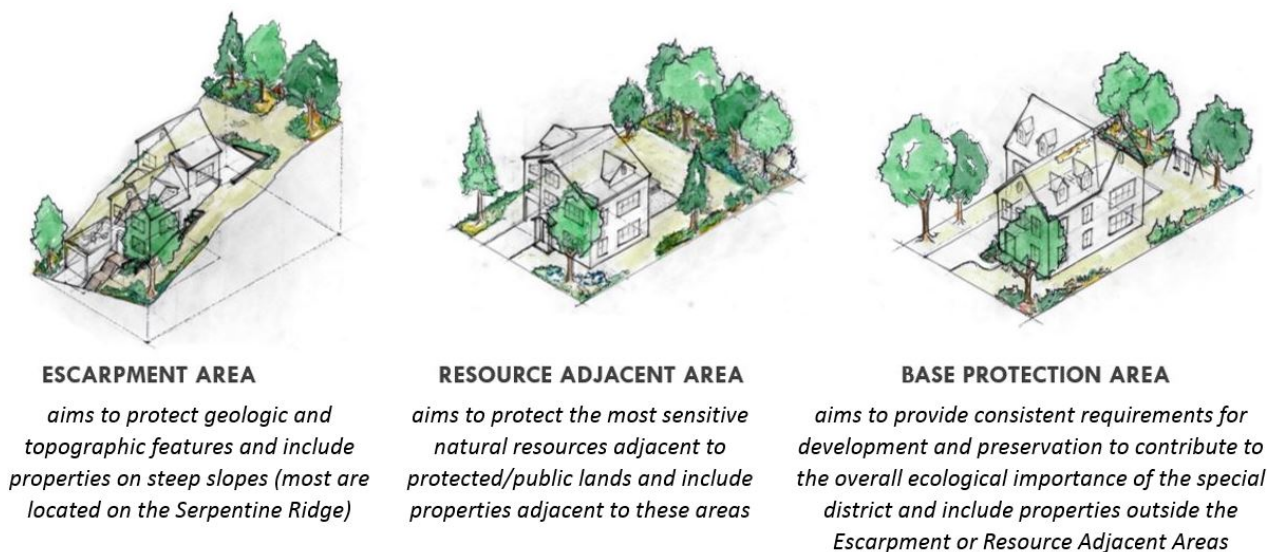 ESCARPMENT AREA
aims to protect geologic and
topographic features and include
properties on steep slopes (most are
located on the Serpentine Ridge)
RESOURCE ADJACENT AREA
aims to protect the most sensitive
natural resources adjacent to
protected/public lands and include
properties adjacent to these areas
BASE PROTECTION AREA
aims to provide consistent requirements for
development and preservation to contribute to
the overall ecological importance of the special
district and include properties outside the
Escarpment or Resource Adjacent Areas